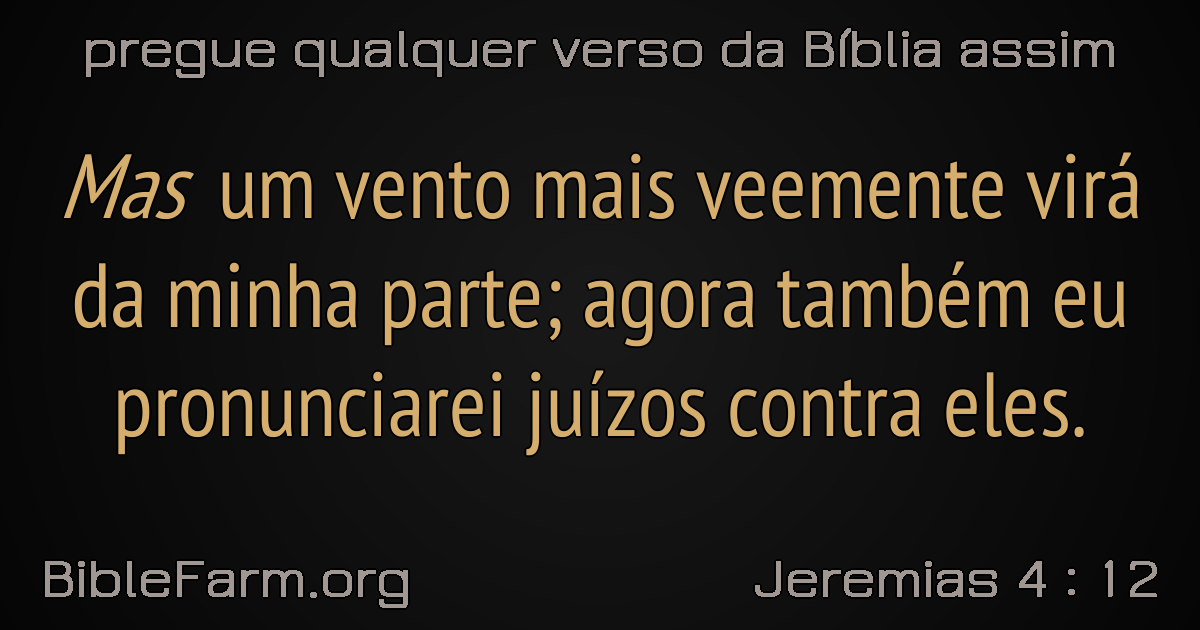 pregue qualquer verso da Bíblia assim
Mas um vento mais veemente virá
da minha parte; agora também eu
pronunciarei juízos contra eles.
BibleFarm.org
Jeremias 4 : 12